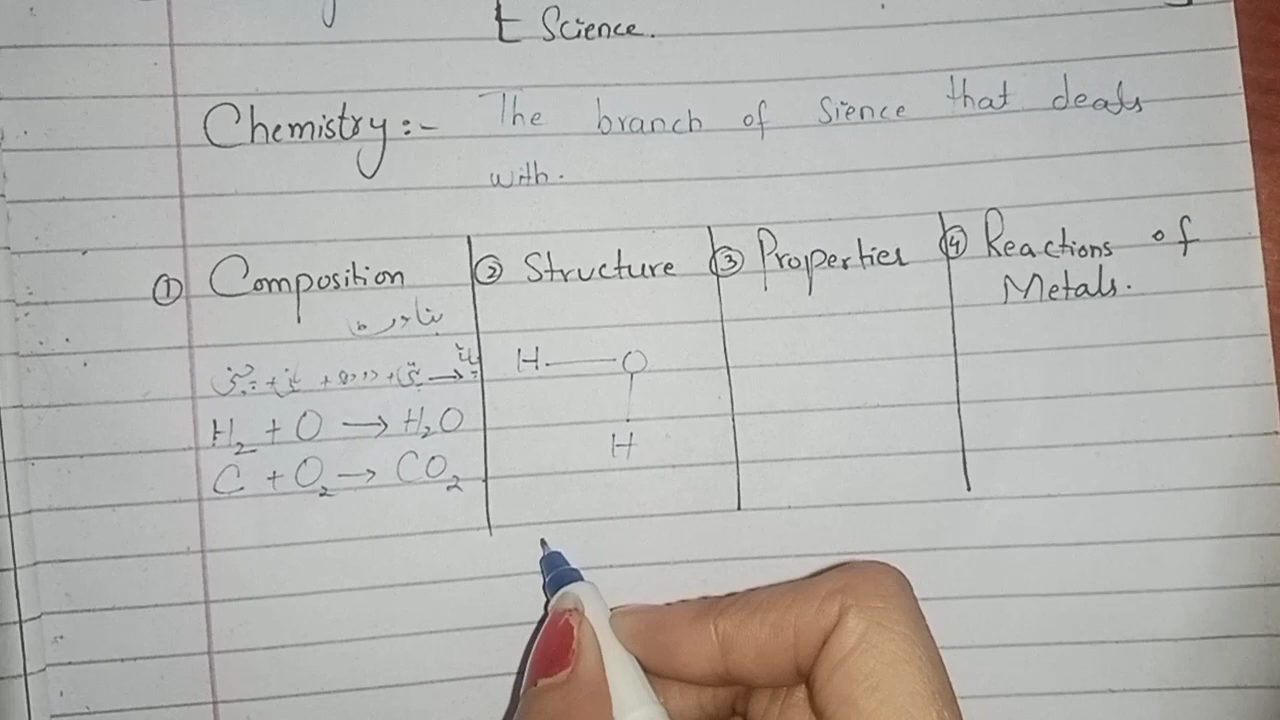 Science.
Chemistry:- The branch of Sience that deals
with.
① Composition ② Structure ③ Properties ④ Reactions of
Metals.
بناوٹ
H O
H₂ + O → H₂O
H
C + O₂ → CO₂